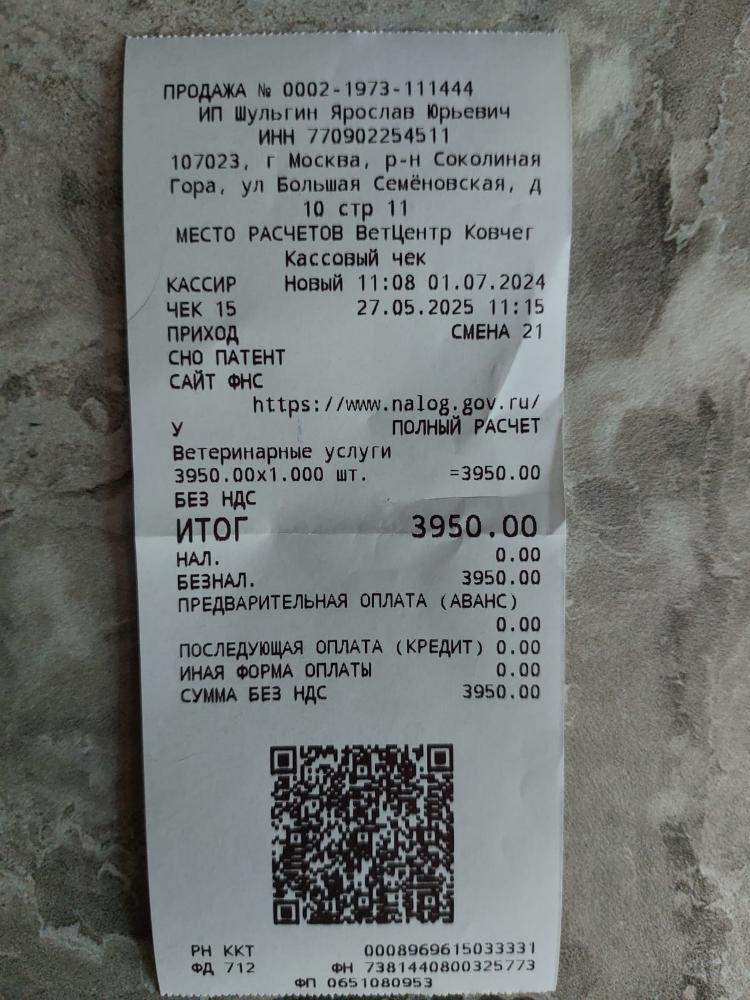 ПРОДАЖА № 0002-1973-111444
ИП Шульгин Ярослав Юрьевич
ИНН 770902254511
107023, г Москва, р-н Соколиная
Гора, ул Большая Семёновская, д
10 стр 11
МЕСТО РАСЧЕТОВ ВетЦентр Ковчег
Кассовый чек
КАССИР Новый 11:08 01.07.2024
ЧЕК 15 27.05.2025 11:15
ПРИХОД СМЕНА 21
СНО ПАТЕНТ
САЙТ ФНС
https://www.nalog.gov.ru/
У ПОЛНЫЙ РАСЧЕТ
Ветеринарные услуги
3950.00х1.000 шт. =3950.00
БЕЗ НДС
ИТОГ 3950.00
НАЛ. 0.00
БЕЗНАЛ. 3950.00
ПРЕДВАРИТЕЛЬНАЯ ОПЛАТА (АВАНС)
0.00
ПОСЛЕДУЮЩАЯ ОПЛАТА (КРЕДИТ) 0.00
ИНАЯ ФОРМА ОПЛАТЫ 0.00
СУММА БЕЗ НДС 3950.00
РН ККТ 0008969615033331
ФД 712 ФН 7381440800325773
ФП 0651080953